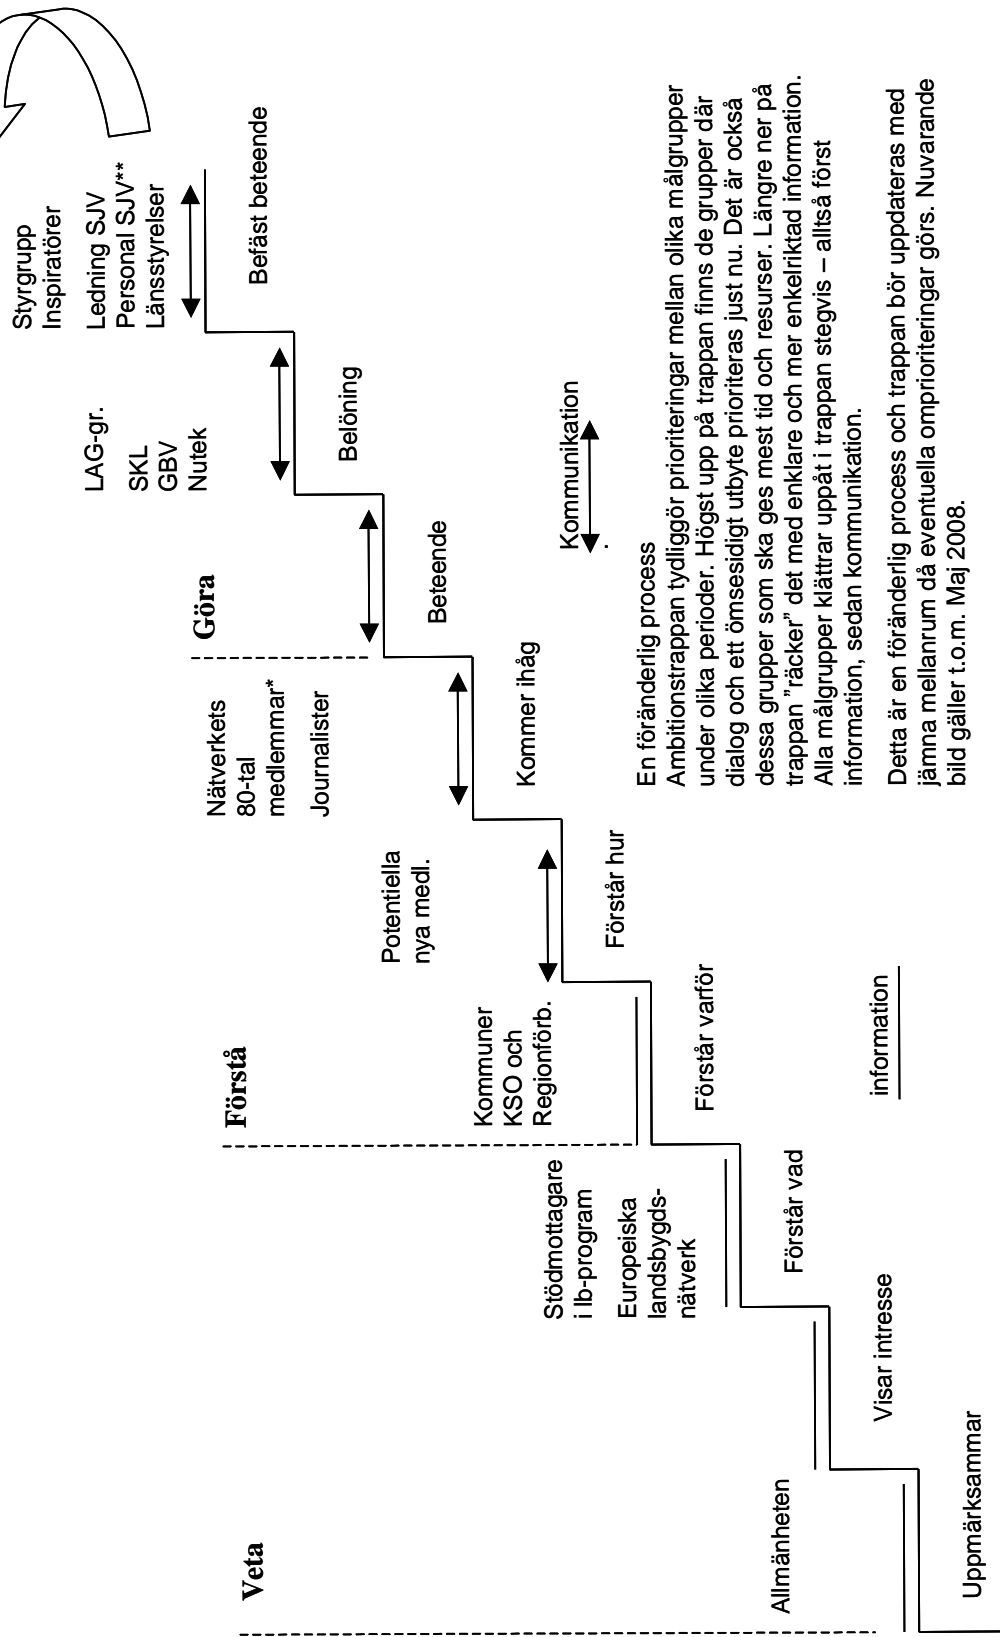 Veta
Förstå
Göra
Allmänheten
Stödmottagare
i lb-program
Europeiska
landsbygds-
nätverk
Kommuner
KSO och
Regionförb.
Potentiella
nya medl.
Nätverkets
80-tal
medlemmar*
Journalister
LAG-gr.
SKL
GBV
Nutek
Styrgrupp
Inspiratörer
Ledning SJV
Personal SJV**
Länsstyrelser
Uppmärksammar
Visar intresse
Förstår vad
Förstår varför
Förstår hur
Kommer ihåg
Beteende
Belöning
Befäst beteende
information
Kommunikation
.
En föränderlig process
Ambitionstrappan tydliggör prioriteringar mellan olika målgrupper
under olika perioder. Högst upp på trappan finns de grupper där
dialog och ett ömsesidigt utbyte prioriteras just nu. Det är också
dessa grupper som ska ges mest tid och resurser. Längre ner på
trappan ”räcker” det med enklare och mer enkelriktad information.
Alla målgrupper klättrar uppåt i trappan stegvis – alltså först
information, sedan kommunikation.
Detta är en föränderlig process och trappan bör uppdateras med
jämna mellanrum då eventuella omprioriteringar görs. Nuvarande
bild gäller t.o.m. Maj 2008.